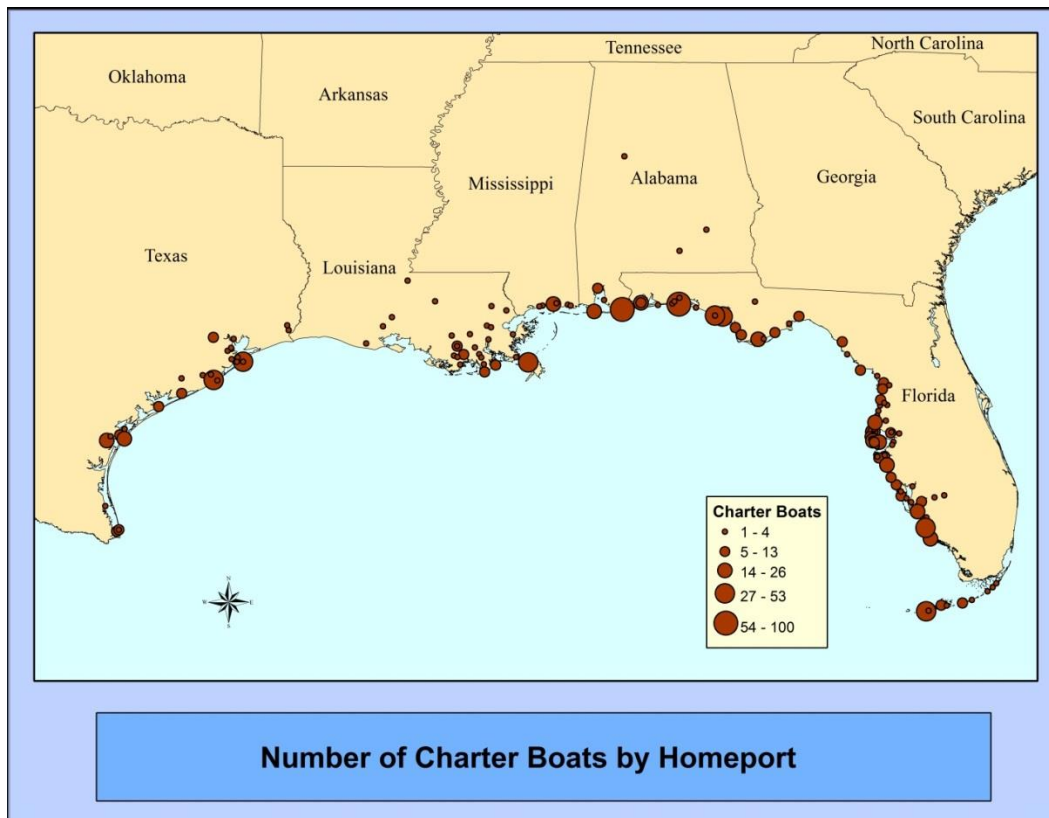 Tennessee
North Carolina
Oklahoma
Arkansas
South Carolina
Mississippi
Alabama
Georgia
Texas
Louisiana
Florida
Charter Boats
1 - 4
5 - 13
14 - 26
27 - 53
54 - 100
N
W E
S
Number of Charter Boats by Homeport